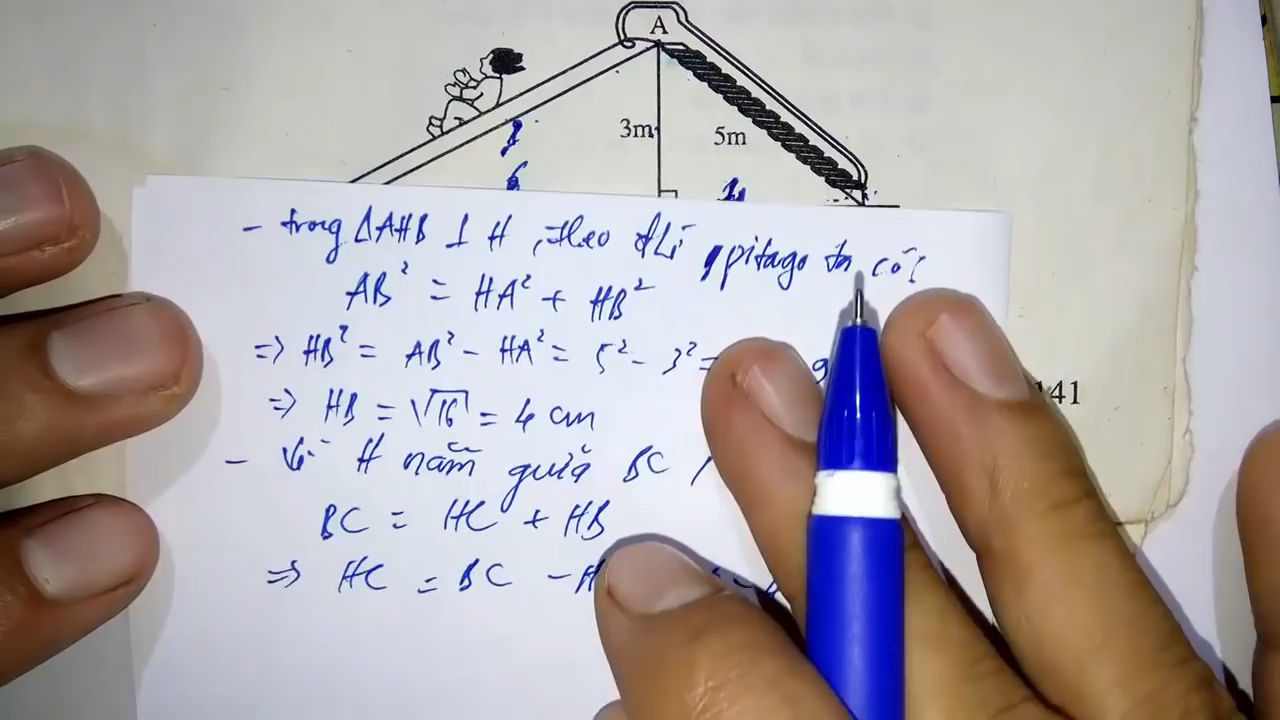 A
3m
5m
- trong ΔAHB ⊥ H, theo đlí pitago ta có:
AB² = HA² + HB²
=> HB² = AB² - HA² = 5² - 3² = 9
=> HB = √16 = 4 cm
- Vì H nằm giữa BC
BC = HC + HB
=> HC = BC - H
141